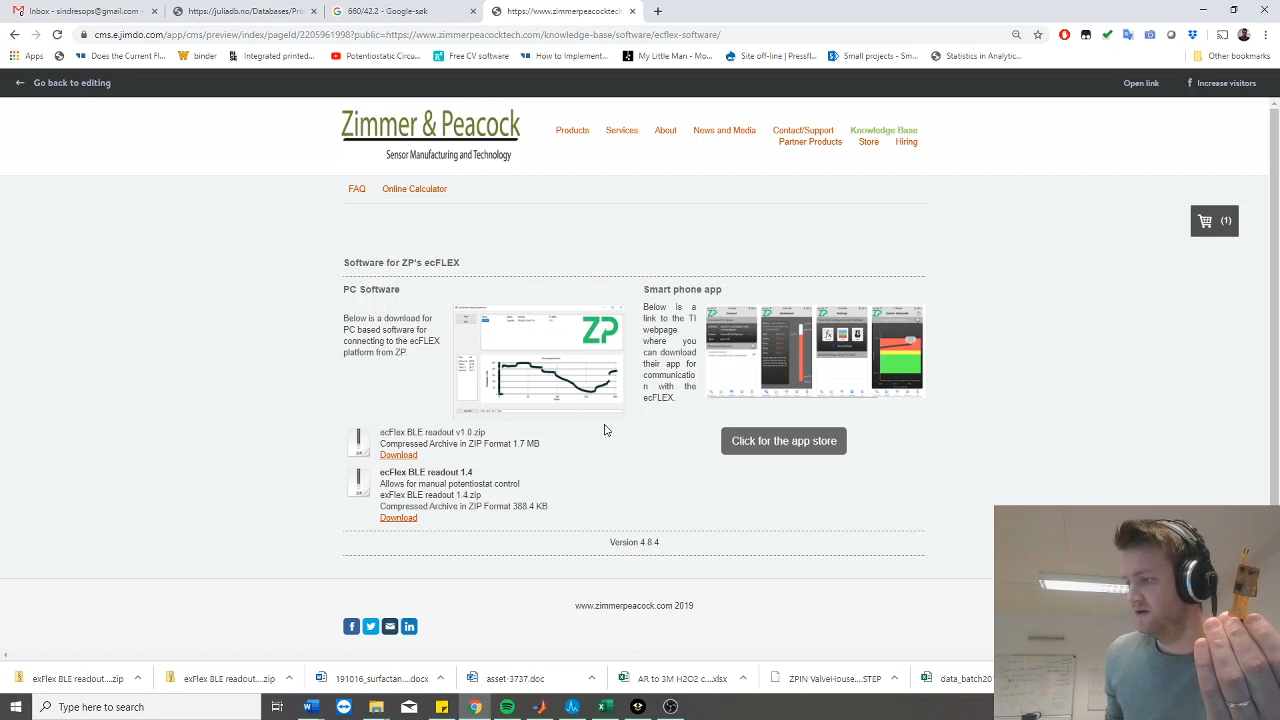 Inbox - sindresops@gmail.com
https://juliadb.no/Databases/Pro
660/42.2 - Sensor-sdk
https://www.zimmerpeacocktech.c
cms.e.jimdo.com/app/cms/preview/index/pageId/2205961998?public=https://www.zimmerpeacocktech.com/knowledge-base/software/ecflex-software/
Apps
Does the Current Fl...
binder
Integrated printed...
Potentiostatic Circu...
Free CV software
How to Implement...
My Little Man - Mo...
Site off-line | Pressfl...
Small projects - Sm...
Statistics in Analytic...
Other bookmarks
Go back to editing
Open link
Increase visitors
Zimmer & Peacock
Sensor Manufacturing and Technology
Products Services About News and Media Contact/Support Knowledge Base
Partner Products Store Hiring
FAQ Online Calculator
(1)
Software for ZP's ecFLEX
PC Software
Below is a download for
PC based software for
connecting to the ecFLEX
platform from ZP.
ZP
Smart phone app
Below is a
link to the TI
webpage
where you
can download
their app for
communicatio
n with the
ecFLEX.
Click for the app store
ecFlex BLE readout v1.0.zip
Compressed Archive in ZIP Format 1.7 MB
Download
ecFlex BLE readout 1.4
Allows for manual potentiostat control
exFlex BLE readout 1.4.zip
Compressed Archive in ZIP Format 388.4 KB
Download
Version 4.8.4
www.zimmerpeacock.com 2019
exFlex BLE readout....zip
exFlex BLE readout....zip
191016_surfactan....docx
asset-3737.doc
AR to 3M H2O2 c....xlsx
ZPIN ValveHouse....STEP
data_batch20
Type here to search